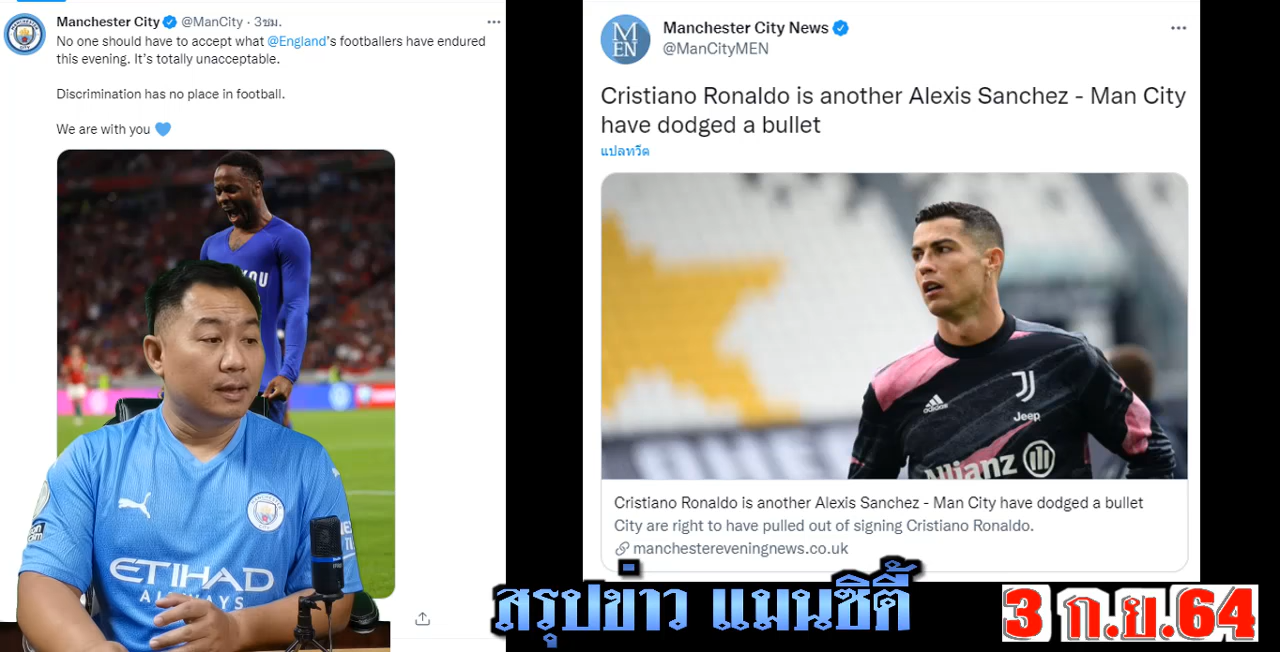 Manchester City @ManCity · 3ชม.
No one should have to accept what @England's footballers have endured
this evening. It's totally unacceptable.
Discrimination has no place in football.
We are with you 💙
YOU
ETIHAD
AIRWAYS
Manchester City News
@ManCityMEN
M
EN
Cristiano Ronaldo is another Alexis Sanchez - Man City
have dodged a bullet
แปลทวีต
adidas
Jeep
Allianz
Cristiano Ronaldo is another Alexis Sanchez - Man City have dodged a bullet
City are right to have pulled out of signing Cristiano Ronaldo.
manchestereveningnews.co.uk
สรุปข่าว แมนซิตี้
3 ก.ย.64